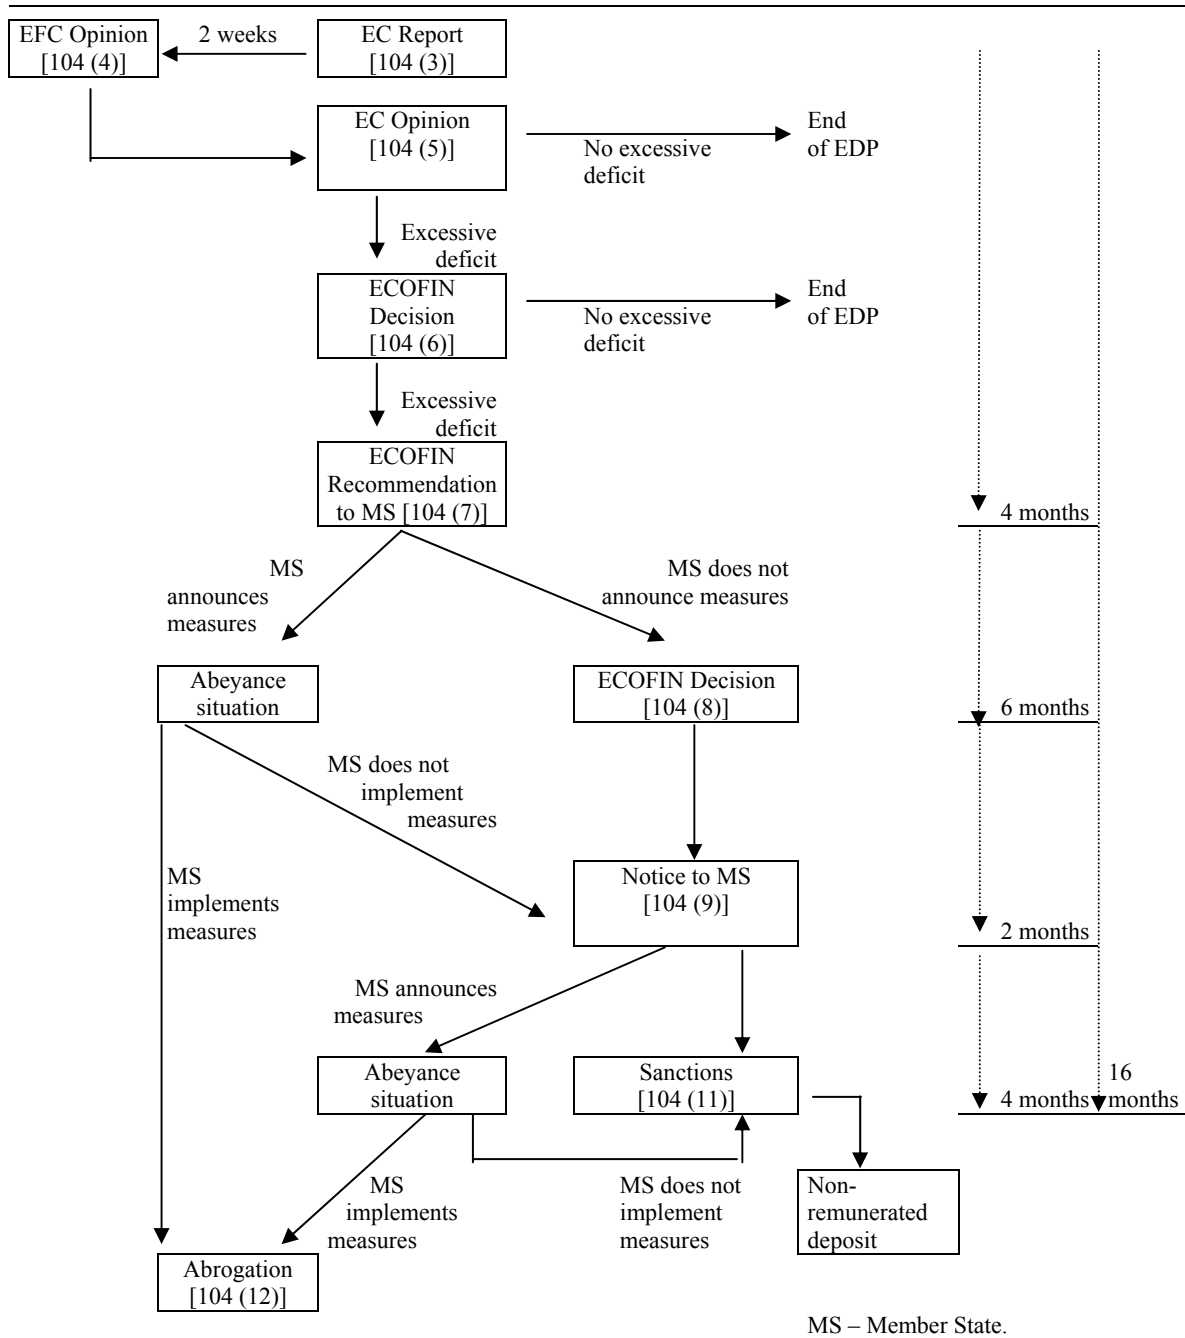 EFC Opinion
[104 (4)]
2 weeks
EC Report
[104 (3)]
EC Opinion
[104 (5)]
No excessive
deficit
End
of EDP
Excessive
deficit
ECOFIN
Decision
[104 (6)]
No excessive
deficit
End
of EDP
Excessive
deficit
ECOFIN
Recommendation
to MS [104 (7)]
4 months
MS
announces
measures
MS does not
announce measures
Abeyance
situation
ECOFIN Decision
[104 (8)]
6 months
MS does not
implement
measures
MS
implements
measures
Notice to MS
[104 (9)]
2 months
MS announces
measures
Abeyance
situation
Sanctions
[104 (11)]
4 months
16
months
MS
implements
measures
MS does not
implement
measures
Non-
remunerated
deposit
Abrogation
[104 (12)]
MS – Member State.